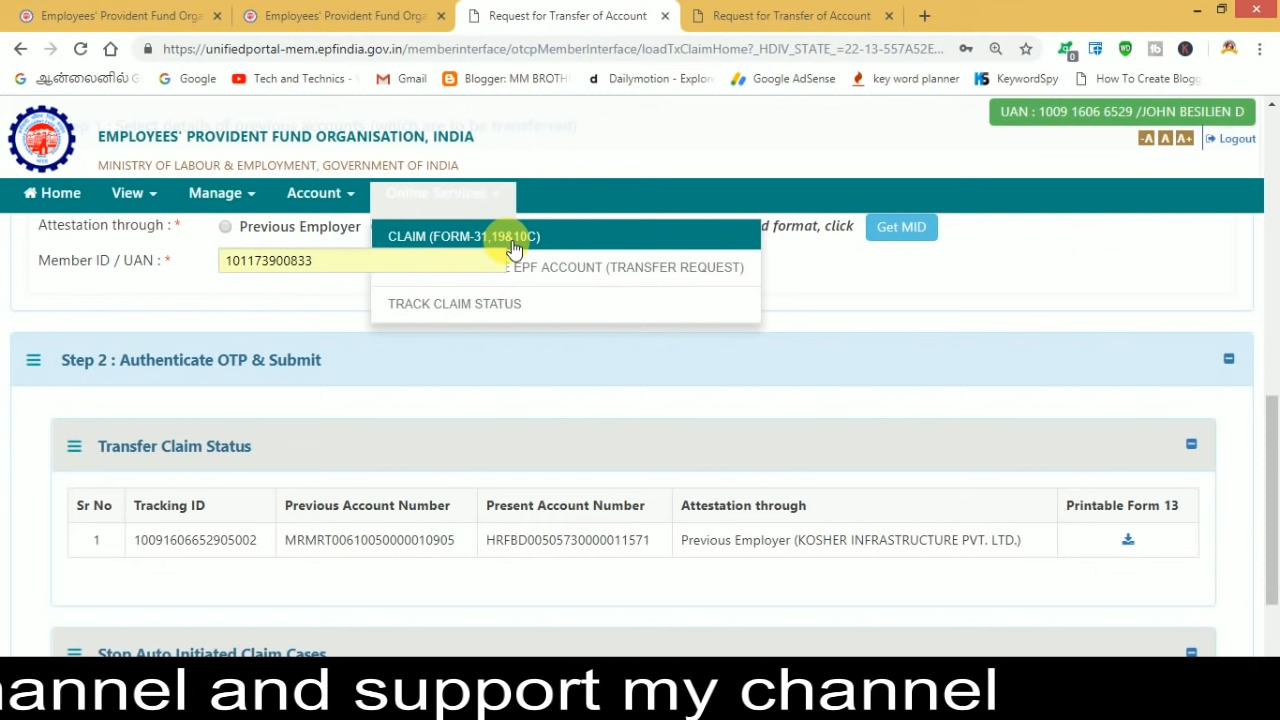 Employees' Provident Fund Orga
Employees' Provident Fund Orga
Request for Transfer of Account
Request for Transfer of Account
https://unifiedportal-mem.epfindia.gov.in/memberinterface/otcpMemberInterface/loadTxClaimHome?_HDIV_STATE_=22-13-557A52E...
ஆன்லைனில் G
Google
Tech and Technics -
Gmail
Blogger: MM BROTH
Dailymotion - Explor
Google AdSense
key word planner
KeywordSpy
How To Create Blogg
UAN : 1009 1606 6529 /JOHN BESILIEN D
EMPLOYEES' PROVIDENT FUND ORGANISATION, INDIA
-A A A+ Logout
MINISTRY OF LABOUR & EMPLOYMENT, GOVERNMENT OF INDIA
Home View Manage Account Online Services
Attestation through : * Previous Employer
d format, click Get MID
CLAIM (FORM-31,19&10C)
Member ID / UAN : * 101173900833
E EPF ACCOUNT (TRANSFER REQUEST)
TRACK CLAIM STATUS
Step 2 : Authenticate OTP & Submit
Transfer Claim Status
Sr No Tracking ID Previous Account Number Present Account Number Attestation through Printable Form 13
1 10091606652905002 MRMRT00610050000010905 HRFBD00505730000011571 Previous Employer (KOSHER INFRASTRUCTURE PVT. LTD.)
Stop Auto Initiated Claim Cases
hannel and support my channel